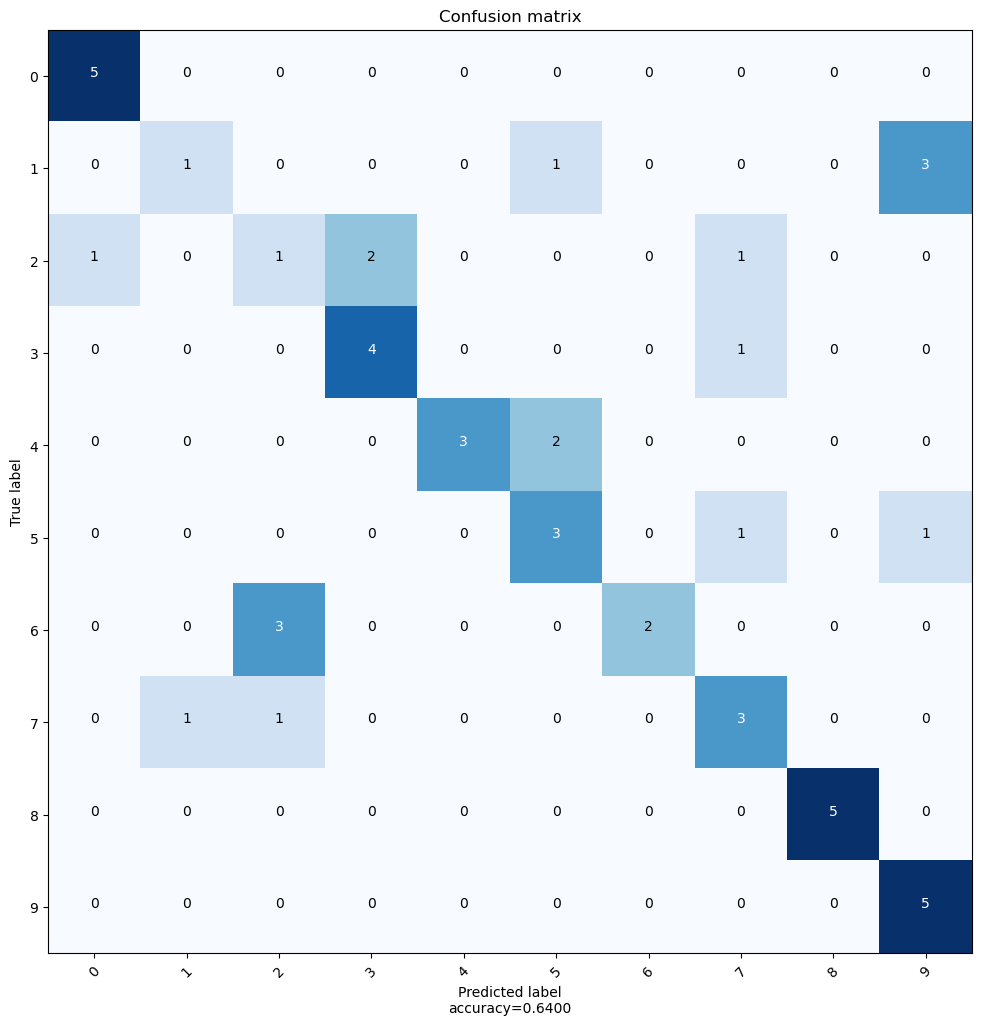 Confusion matrix
0 5 0 0 0 0 0 0 0 0 0
1 0 1 0 0 0 1 0 0 0 3
2 1 0 1 2 0 0 0 1 0 0
3 0 0 0 4 0 0 0 1 0 0
4 0 0 0 0 3 2 0 0 0 0
5 0 0 0 0 0 3 0 1 0 1
6 0 0 3 0 0 0 2 0 0 0
7 0 1 1 0 0 0 0 3 0 0
8 0 0 0 0 0 0 0 0 5 0
9 0 0 0 0 0 0 0 0 0 5
True label
0 1 2 3 4 5 6 7 8 9
Predicted label
accuracy=0.6400